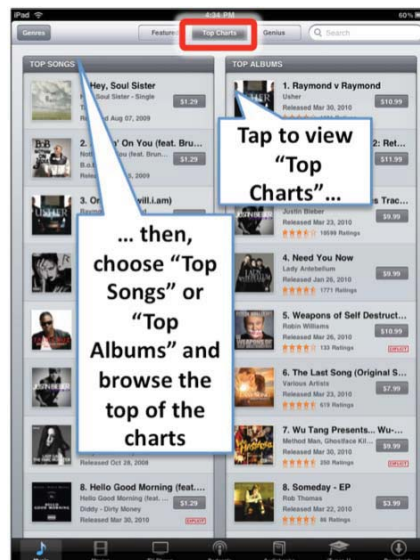 iPad
4:34 PM
60%
Genres
Featured
Top Charts
Genius
Search
TOP SONGS
Hey, Soul Sister
Hey, Soul Sister - Single
Released Aug 07, 2009
$1.29
2.
On You (feat. Bru...
(feat. Brun...
B.o.B
2009
$1.29
3.
will.i.am)
... then,
choose “Top
Songs” or
“Top
Albums” and
browse the
top of the
charts
Released Oct 28, 2008
8. Hello Good Morning (feat....
Hello Good Morning (feat. ...
Diddy - Dirty Money
Released Mar 30, 2010
$1.29
EXPLICIT
TOP ALBUMS
1. Raymond v Raymond
Usher
Released Mar 30, 2010
$10.99
Tap to view
“Top
Charts”...
2: Ret...
$11.99
s Trac...
Justin Bieber
Released Mar 23, 2010
10599 Ratings
$9.99
4. Need You Now
Lady Antebellum
Released Jan 26, 2010
1771 Ratings
$9.99
5. Weapons of Self Destruct...
Robin Williams
Released Mar 26, 2010
133 Ratings
$10.99
EXPLICIT
6. The Last Song (Original S...
Various Artists
Released Mar 23, 2010
619 Ratings
$7.99
7. Wu Tang Presents... Wu-...
Method Man, Ghostface Kil...
Released Mar 30, 2010
250 Ratings
$9.99
EXPLICIT
8. Someday - EP
Rob Thomas
Released Mar 22, 2010
86 Ratings
$3.99